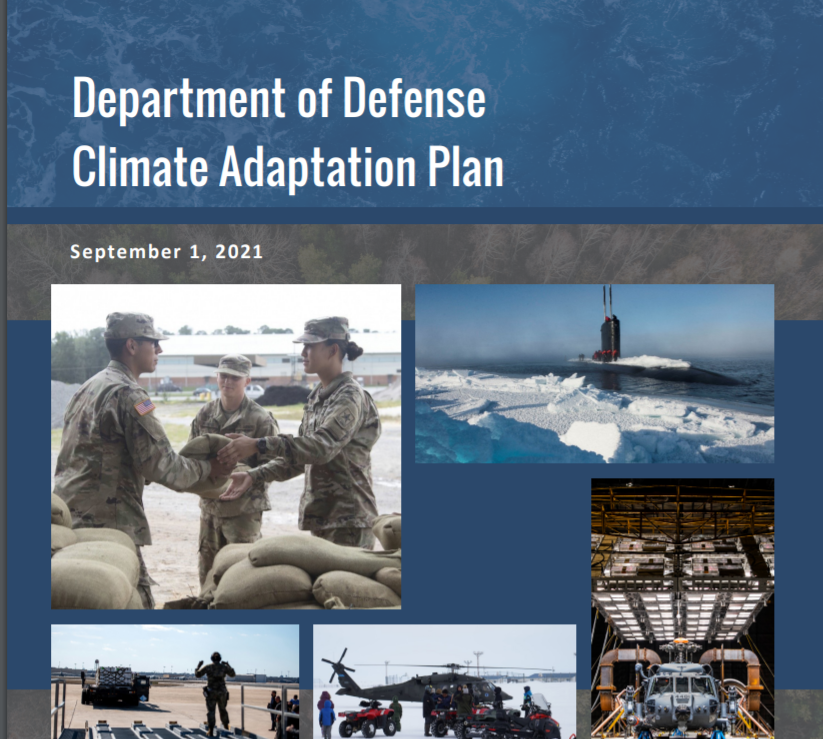 Department of Defense
Climate Adaptation Plan
September 1, 2021